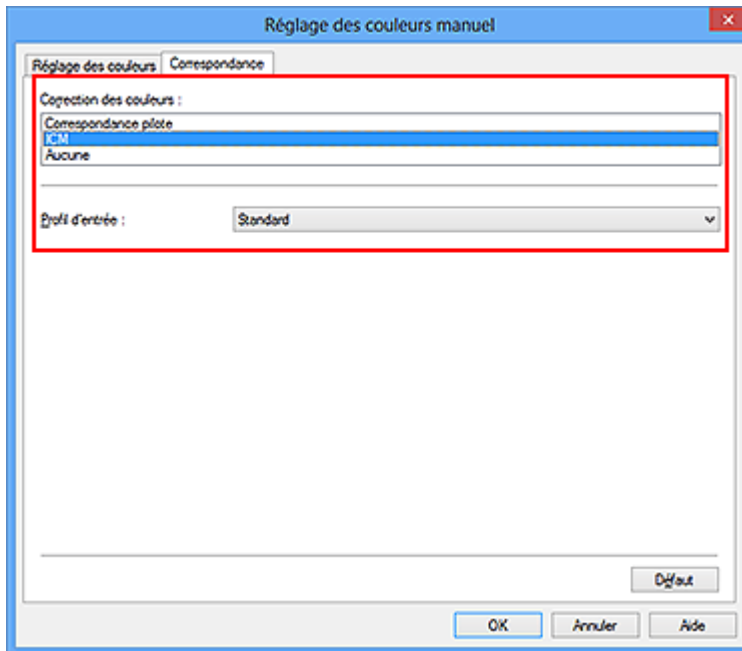 Réglage des couleurs manuel
Réglage des couleurs Correspondance
Correction des couleurs :
Correspondance pilote
ICM
Aucune
Profil d'entrée : Standard
Défaut
OK Annuler Aide